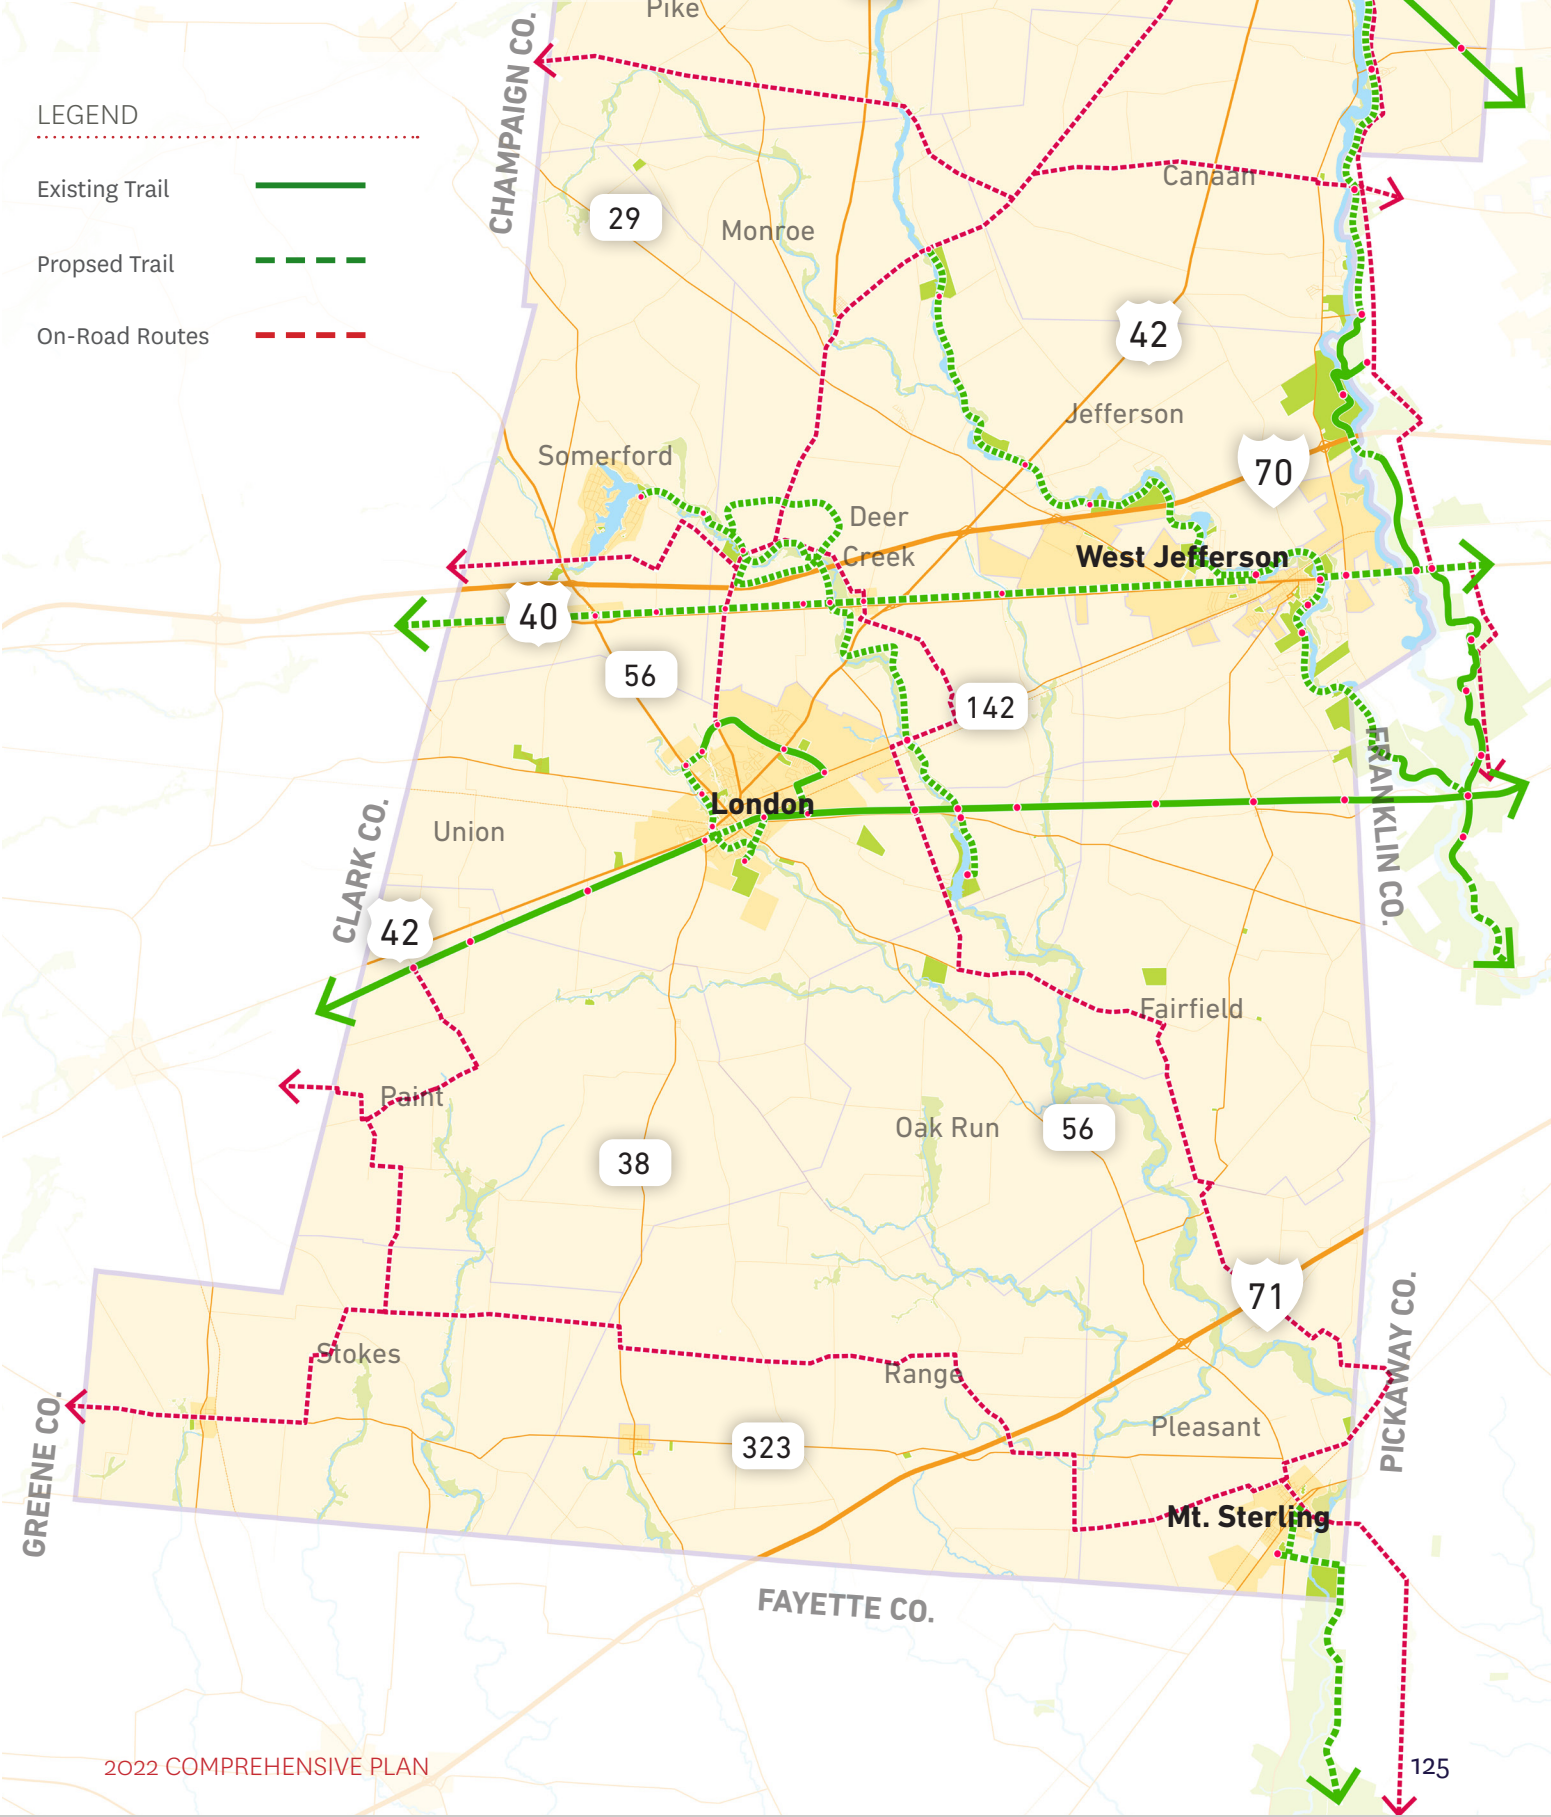 Pike
CHAMPAIGN CO.
LEGEND
Existing Trail
Propsed Trail
On-Road Routes
Canaan
29
Monroe
42
Jefferson
Somerford
70
Deer
Creek
West Jefferson
40
56
142
London
FRANKLIN CO.
Union
CLARK CO.
42
Fairfield
Paint
Oak Run
56
38
71
PICKAWAY CO.
Stokes
Range
GREENE CO.
Pleasant
323
Mt. Sterling
FAYETTE CO.
2022 COMPREHENSIVE PLAN
125